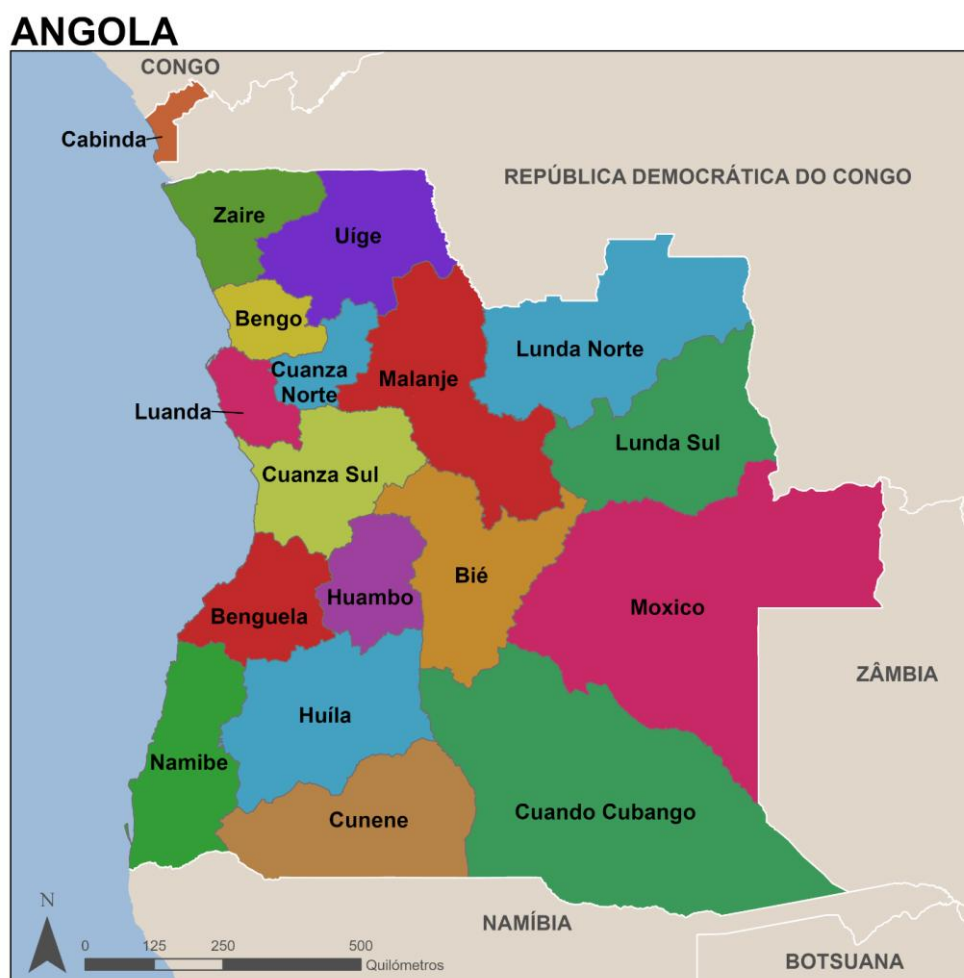 ANGOLA
CONGO
Cabinda
REPÚBLICA DEMOCRÁTICA DO CONGO
Zaire
Uíge
Bengo
Lunda Norte
Cuanza
Norte
Malanje
Luanda
Lunda Sul
Cuanza Sul
Bié
Huambo
Moxico
Benguela
ZÂMBIA
Huíla
Namibe
Cuando Cubango
Cunene
N
NAMÍBIA
0 125 250 500
Quilómetros
BOTSUANA